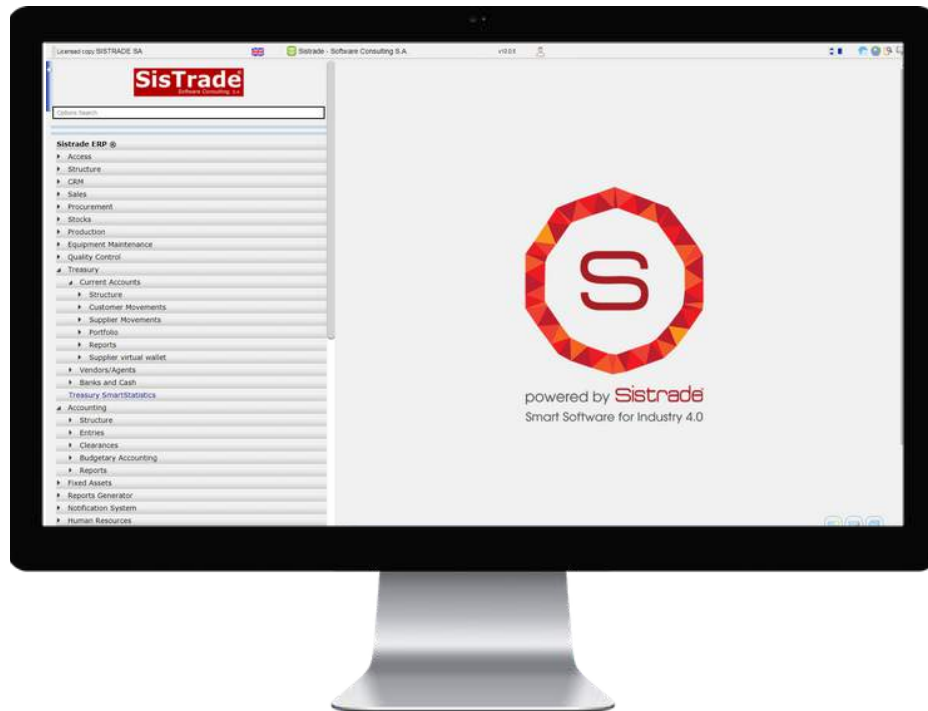 Licensed copy SISTRADE SA
Sistrade - Software Consulting S.A.
SisTrade
Software Consulting S.A.
Options Search
Sistrade ERP ®
Access
Structure
CRM
Sales
Procurement
Stocks
Production
Equipment Maintenance
Quality Control
Treasury
Current Accounts
Structure
Customer Movements
Supplier Movements
Portfolio
Reports
Supplier virtual wallet
Vendors/Agents
Banks and Cash
Treasury SmartStatistics
Accounting
Structure
Entries
Clearances
Budgetary Accounting
Reports
Fixed Assets
Reports Generator
Notification System
Human Resources
S
powered by Sistrade
Smart Software for Industry 4.0